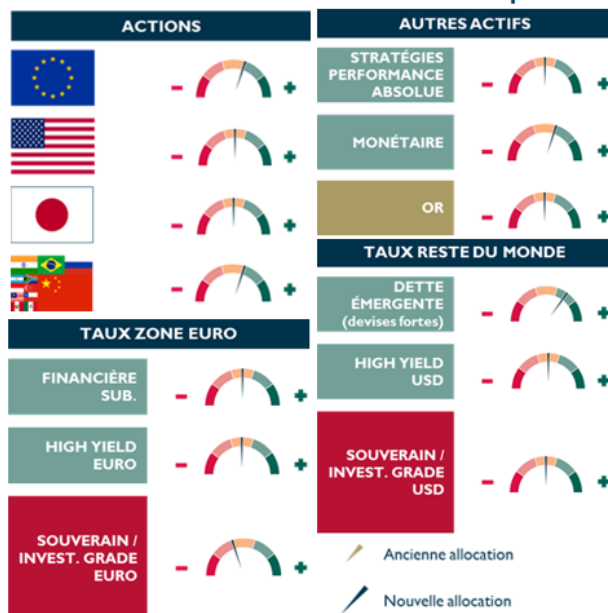 ACTIONS
TAUX ZONE EURO
FINANCIÈRE
SUB.
HIGH YIELD
EURO
SOUVERAIN /
INVEST. GRADE
EURO
AUTRES ACTIFS
STRATÉGIES
PERFORMANCE
ABSOLUE
MONÉTAIRE
OR
TAUX RESTE DU MONDE
DETTE
ÉMERGENTE
(devises fortes)
HIGH YIELD
USD
SOUVERAIN /
INVEST. GRADE
USD
Ancienne allocation
Nouvelle allocation